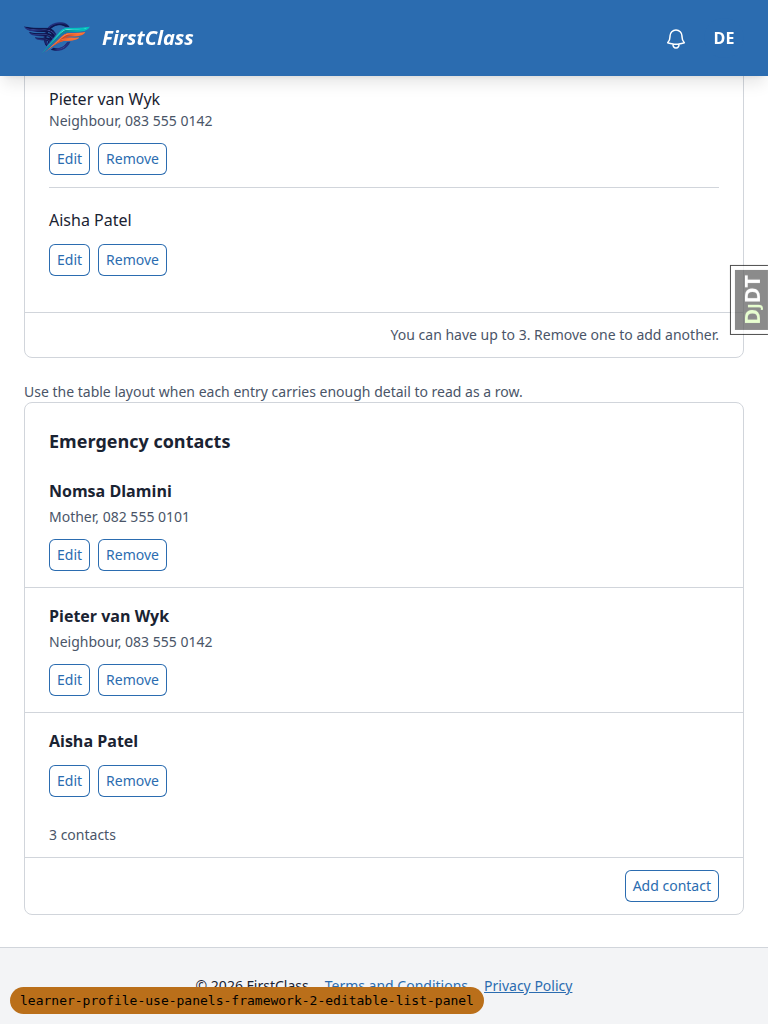 FirstClass
DE
Pieter van Wyk
Neighbour, 083 555 0142
Edit
Remove
Aisha Patel
Edit
Remove
DjDT
You can have up to 3. Remove one to add another.
Use the table layout when each entry carries enough detail to read as a row.
Emergency contacts
Nomsa Dlamini
Mother, 082 555 0101
Edit
Remove
Pieter van Wyk
Neighbour, 083 555 0142
Edit
Remove
Aisha Patel
Edit
Remove
3 contacts
Add contact
© 2026 FirstClass
Terms and Conditions
Privacy Policy
learner-profile-use-panels-framework-2-editable-list-panel